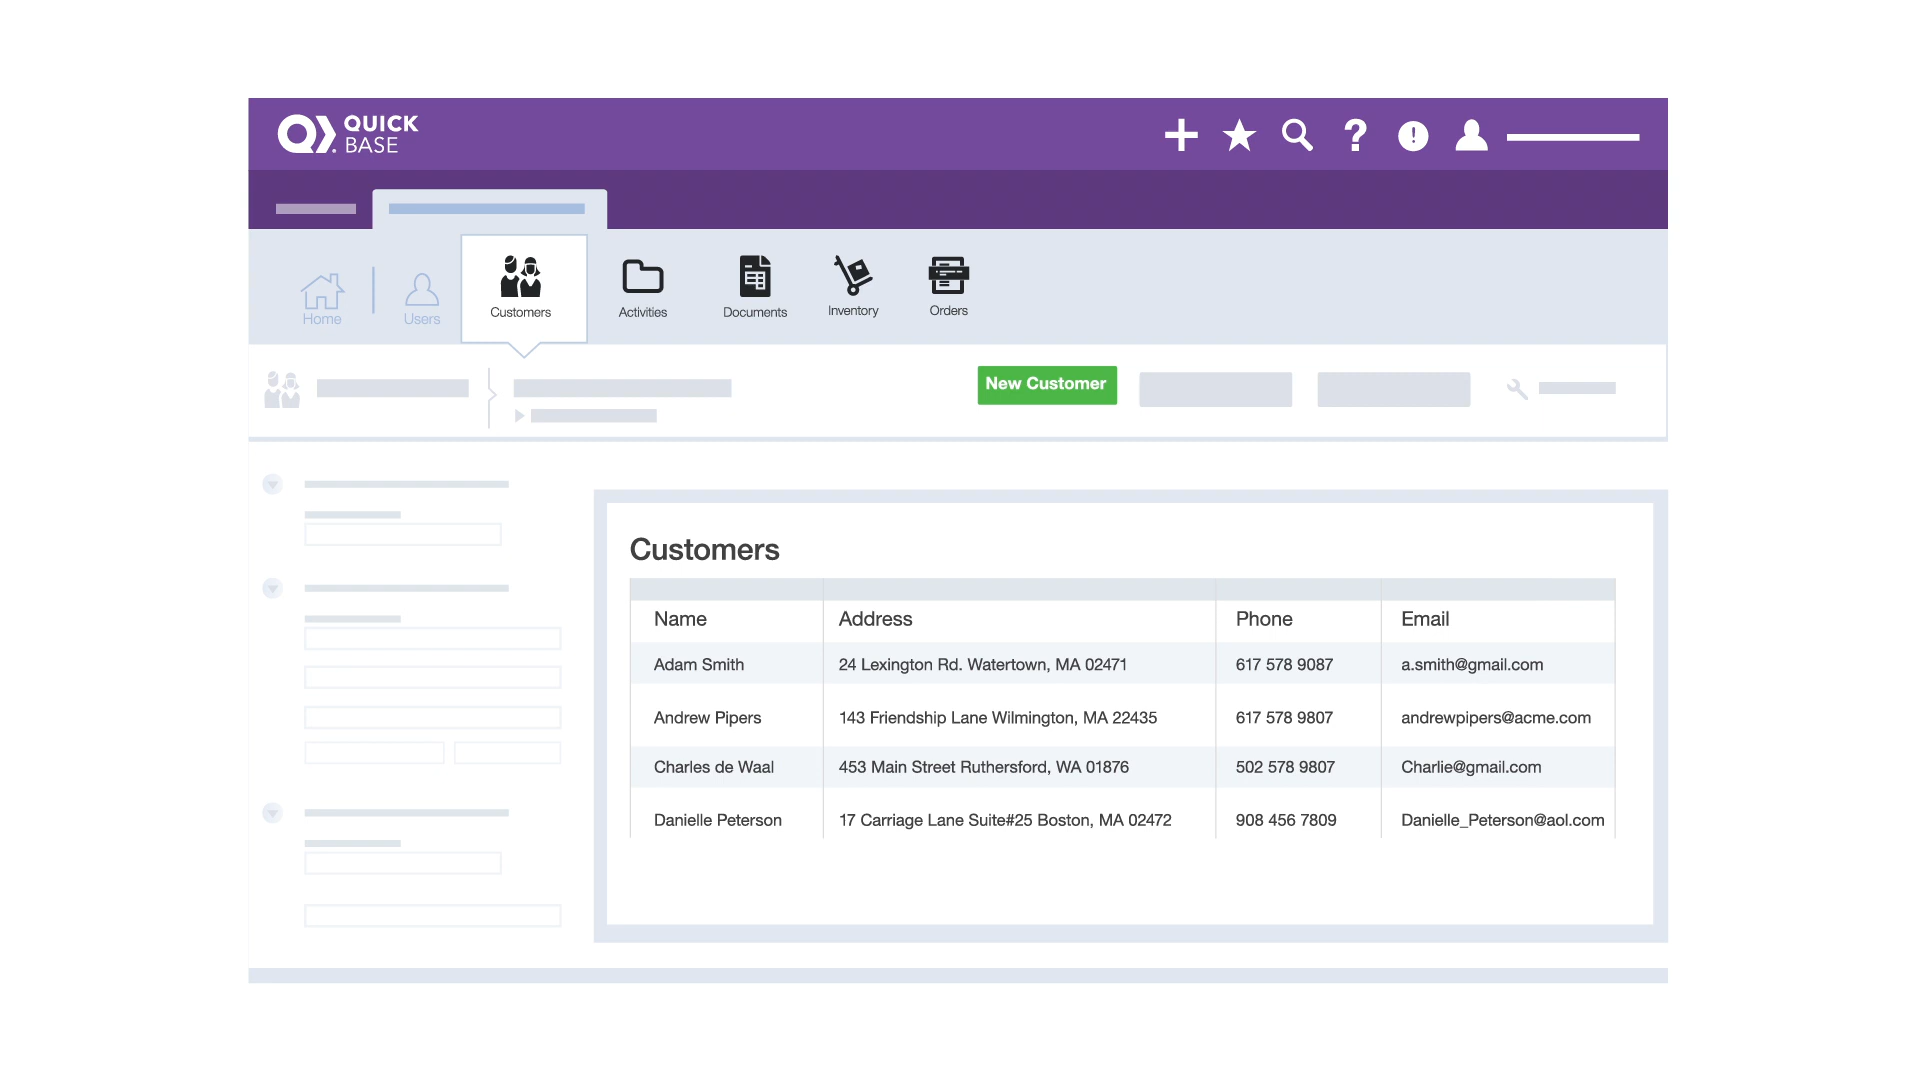 QUICK
BASE
Home
Users
Customers
Activities
Documents
Inventory
Orders
New Customer
Customers
Name Address Phone Email
Adam Smith 24 Lexington Rd. Watertown, MA 02471 617 578 9087 a.smith@gmail.com
Andrew Pipers 143 Friendship Lane Wilmington, MA 22435 617 578 9807 andrewpipers@acme.com
Charles de Waal 453 Main Street Ruthersford, WA 01876 502 578 9807 Charlie@gmail.com
Danielle Peterson 17 Carriage Lane Suite#25 Boston, MA 02472 908 456 7809 Danielle_Peterson@aol.com